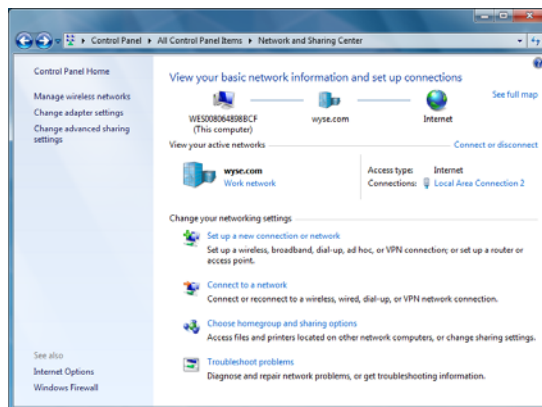 Control Panel ▸ All Control Panel Items ▸ Network and Sharing Center
Control Panel Home
Manage wireless networks
Change adapter settings
Change advanced sharing
settings
See also
Internet Options
Windows Firewall
View your basic network information and set up connections
See full map
WES008064898BCF
(This computer)
wyse.com
Internet
View your active networks
Connect or disconnect
wyse.com
Work network
Access type: Internet
Connections: Local Area Connection 2
Change your networking settings
Set up a new connection or network
Set up a wireless, broadband, dial-up, ad hoc, or VPN connection; or set up a router or
access point.
Connect to a network
Connect or reconnect to a wireless, wired, dial-up, or VPN network connection.
Choose homegroup and sharing options
Access files and printers located on other network computers, or change sharing settings.
Troubleshoot problems
Diagnose and repair network problems, or get troubleshooting information.